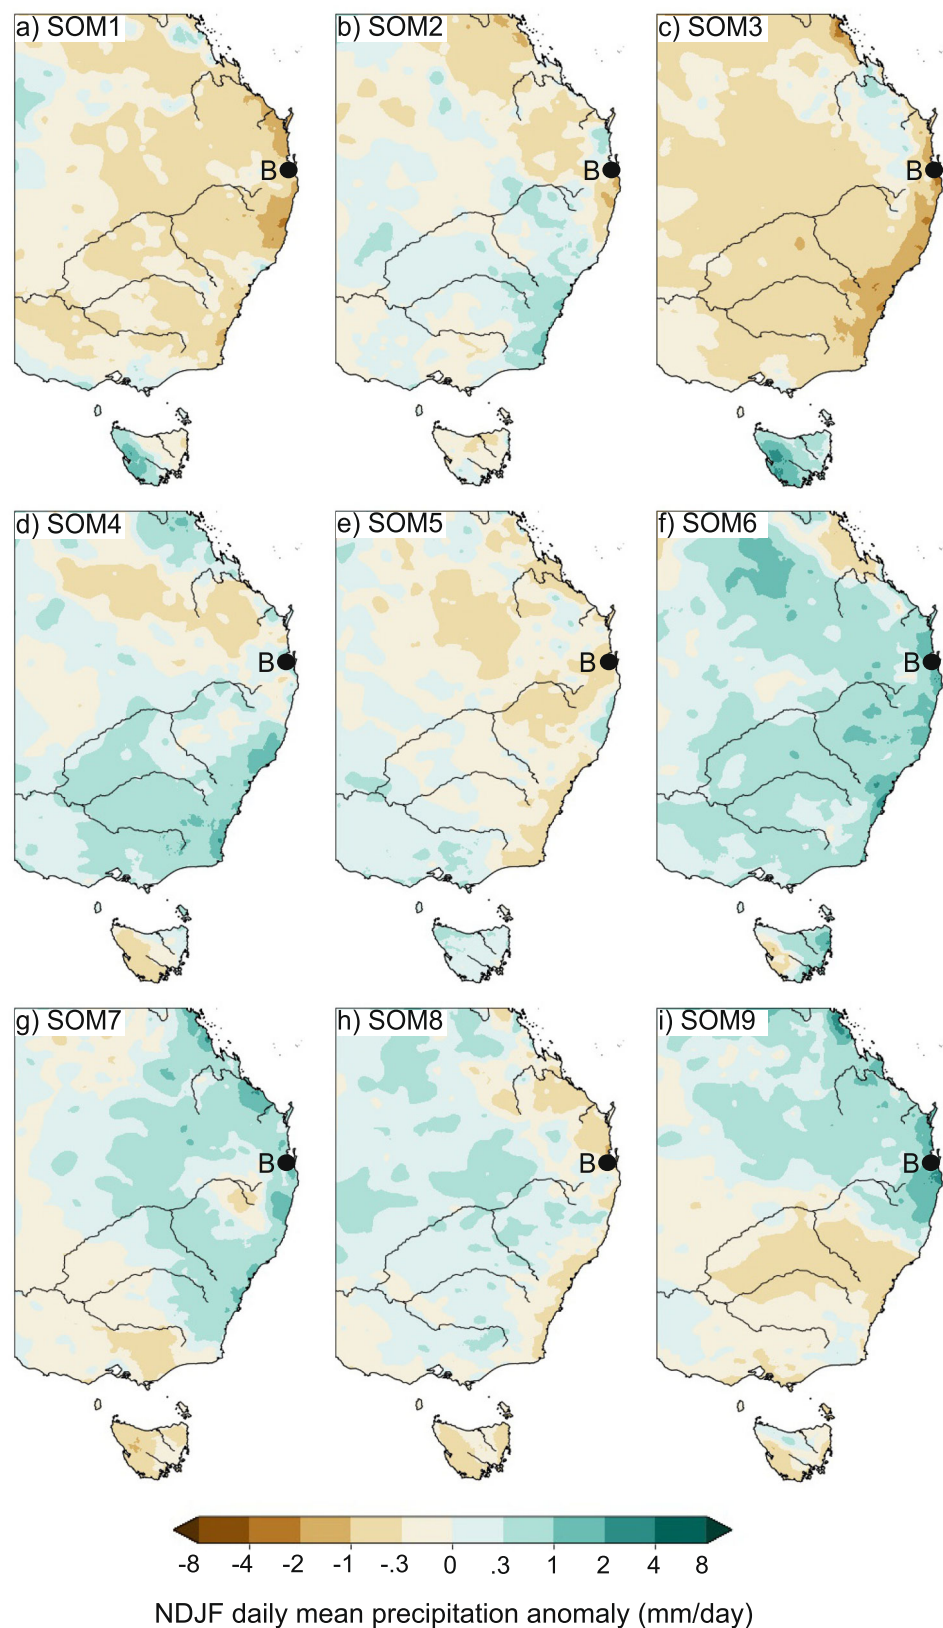 a) SOM1
b) SOM2
c) SOM3
B
B
B
d) SOM4
e) SOM5
f) SOM6
B
B
B
g) SOM7
h) SOM8
i) SOM9
B
B
B
-8 -4 -2 -1 -.3 0 .3 1 2 4 8
NDJF daily mean precipitation anomaly (mm/day)